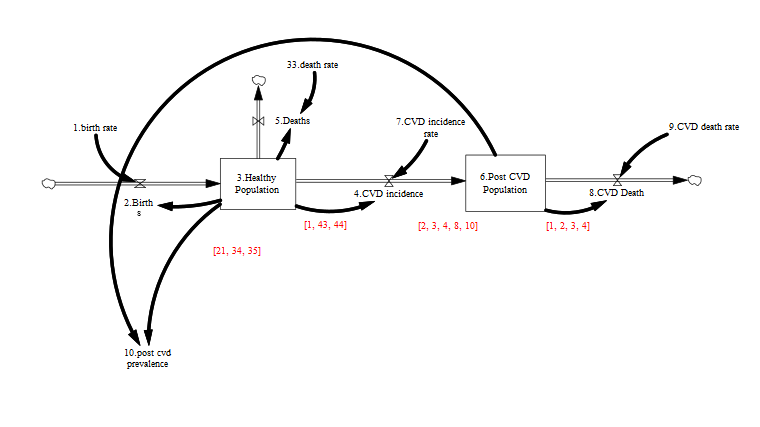 33.death rate
5.Deaths
7.CVD incidence
rate
1.birth rate
9.CVD death rate
3.Healthy
Population
6.Post CVD
Population
2.Birth
s
4.CVD incidence
8.CVD Death
[1, 43, 44]
[2, 3, 4, 8, 10]
[1, 2, 3, 4]
[21, 34, 35]
10.post cvd
prevalence